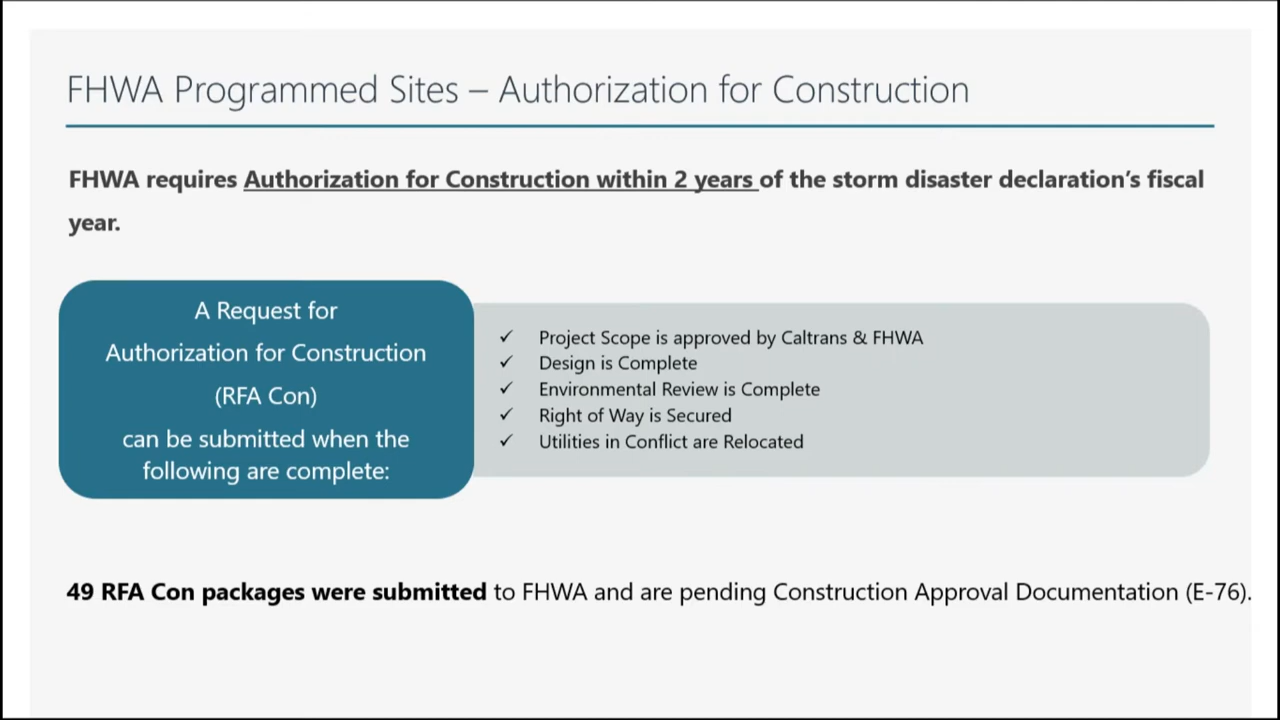 FHWA Programmed Sites – Authorization for Construction
FHWA requires Authorization for Construction within 2 years of the storm disaster declaration’s fiscal
year.
A Request for
Authorization for Construction
(RFA Con)
can be submitted when the
following are complete:
✓ Project Scope is approved by Caltrans & FHWA
✓ Design is Complete
✓ Environmental Review is Complete
✓ Right of Way is Secured
✓ Utilities in Conflict are Relocated
49 RFA Con packages were submitted to FHWA and are pending Construction Approval Documentation (E-76).